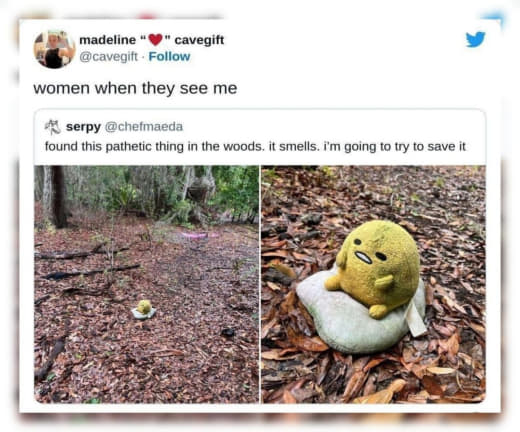 madeline “❤️” cavegift
@cavegift · Follow
women when they see me
serpy @chefmaeda
found this pathetic thing in the woods. it smells. i’m going to try to save it